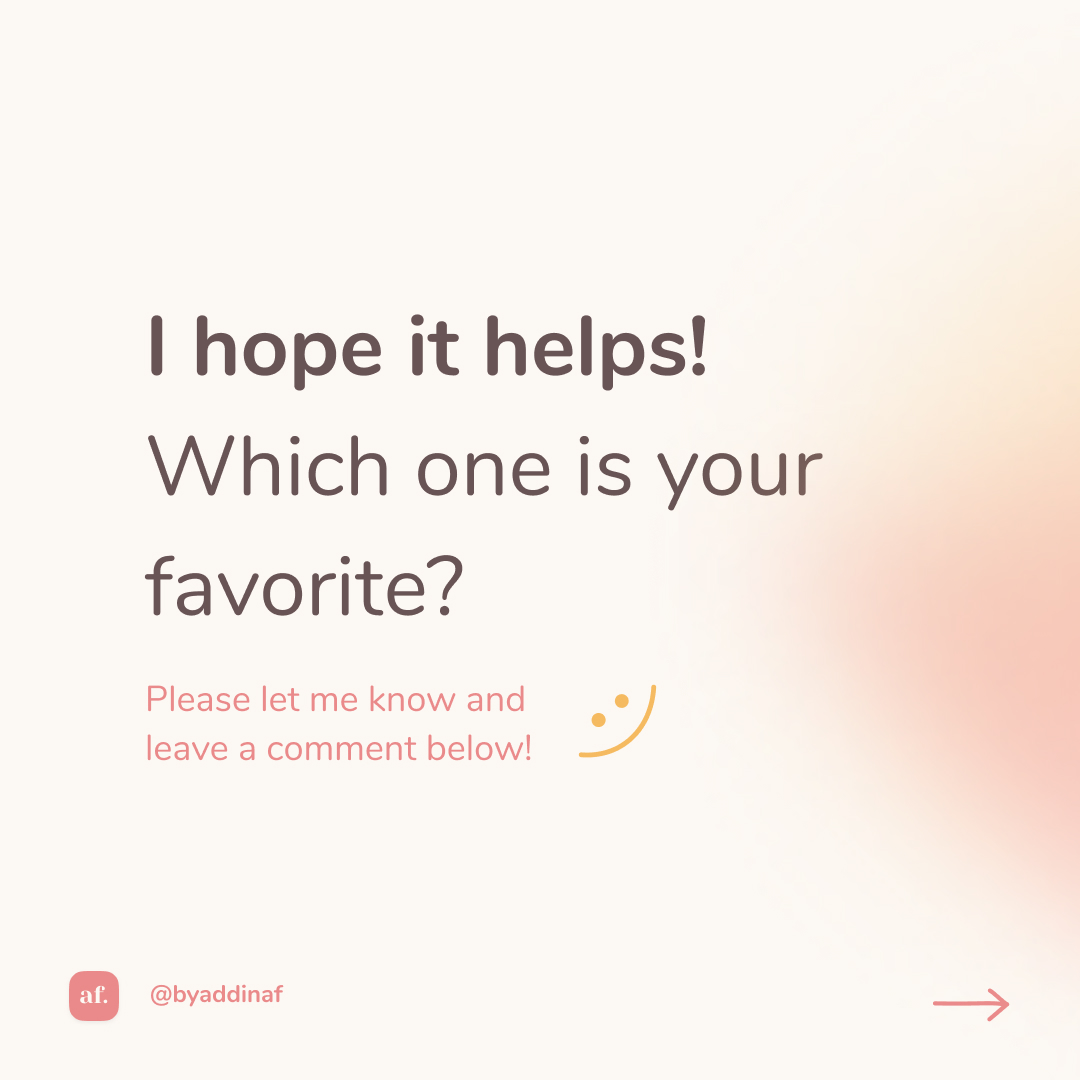 I hope it helps!
Which one is your
favorite?
Please let me know and
leave a comment below!
af.
@byaddinaf